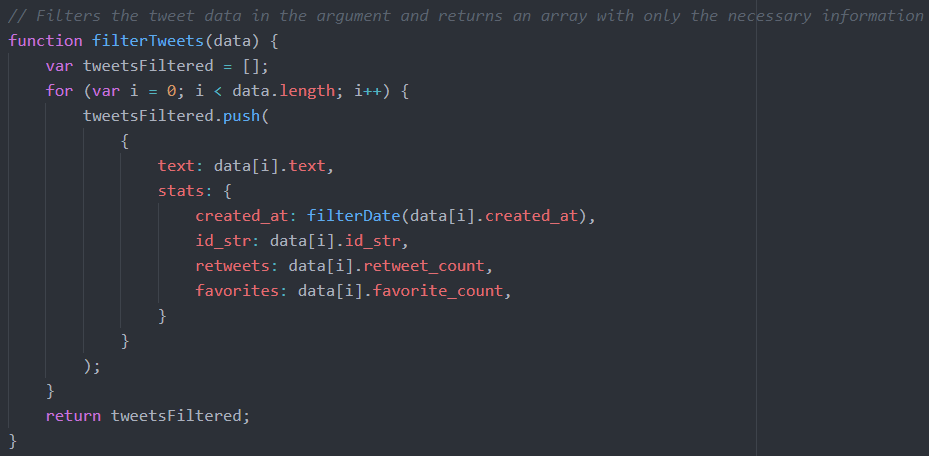 // Filters the tweet data in the argument and returns an array with only the necessary information
function filterTweets(data) {
    var tweetsFiltered = [];
    for (var i = 0; i < data.length; i++) {
        tweetsFiltered.push(
            {
                text: data[i].text,
                stats: {
                    created_at: filterDate(data[i].created_at),
                    id_str: data[i].id_str,
                    retweets: data[i].retweet_count,
                    favorites: data[i].favorite_count,
                }
            }
        );
    }
    return tweetsFiltered;
}